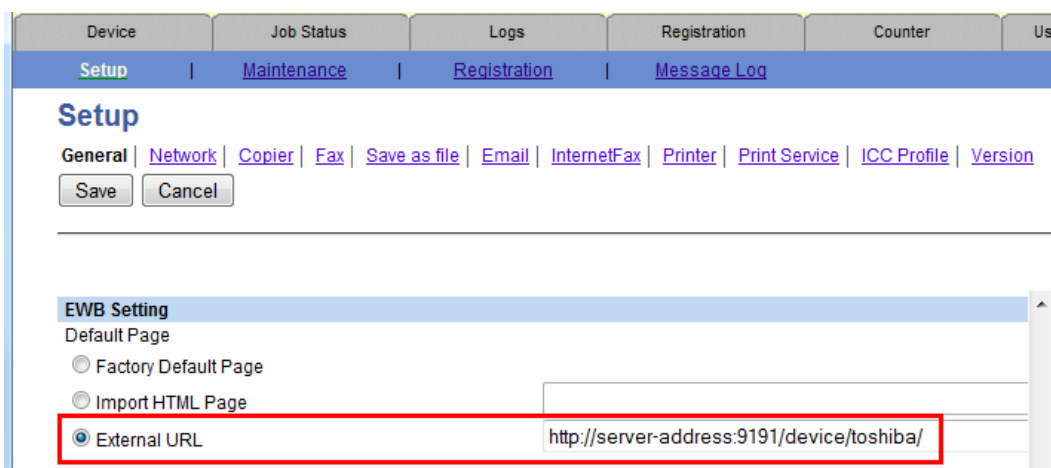 Device Job Status Logs Registration Counter Us
Setup | Maintenance | Registration | Message Log
Setup
General | Network | Copier | Fax | Save as file | Email | InternetFax | Printer | Print Service | ICC Profile | Version
Save Cancel
EWB Setting
Default Page
Factory Default Page
Import HTML Page
External URL http://server-address:9191/device/toshiba/